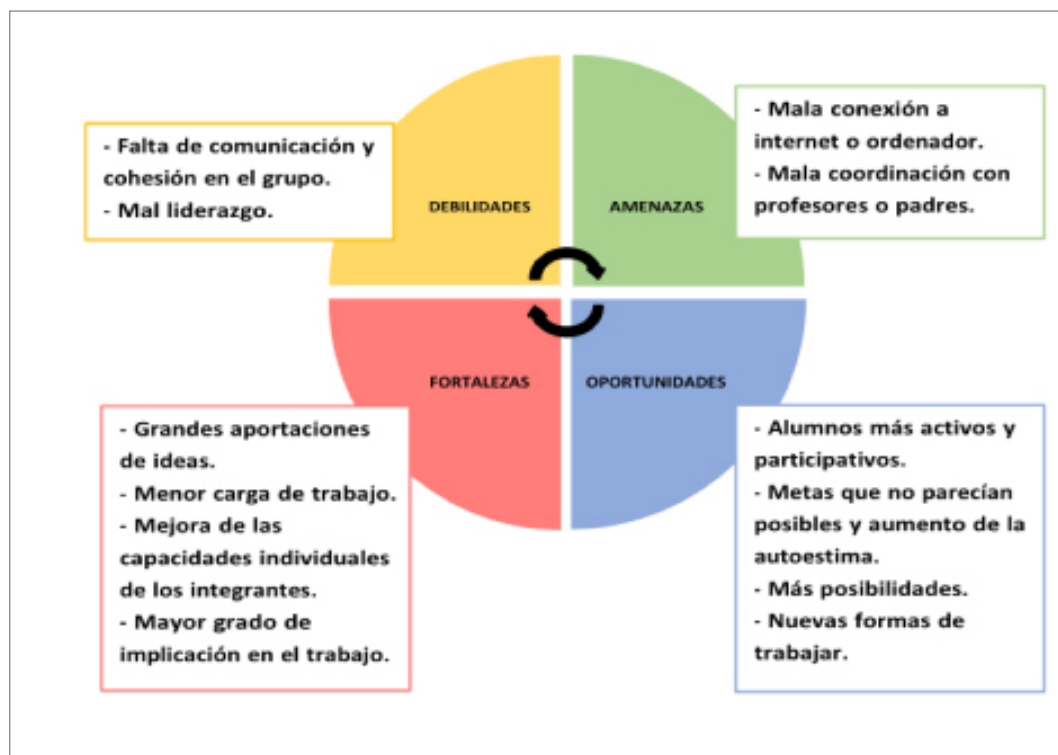 - Falta de comunicación y
cohesión en el grupo.
- Mal liderazgo.
DEBILIDADES
AMENAZAS
- Mala conexión a
internet o ordenador.
- Mala coordinación con
profesores o padres.
FORTALEZAS
OPORTUNIDADES
- Grandes aportaciones
de ideas.
- Menor carga de trabajo.
- Mejora de las
capacidades individuales
de los integrantes.
- Mayor grado de
implicación en el trabajo.
- Alumnos más activos y
participativos.
- Metas que no parecían
posibles y aumento de la
autoestima.
- Más posibilidades.
- Nuevas formas de
trabajar.